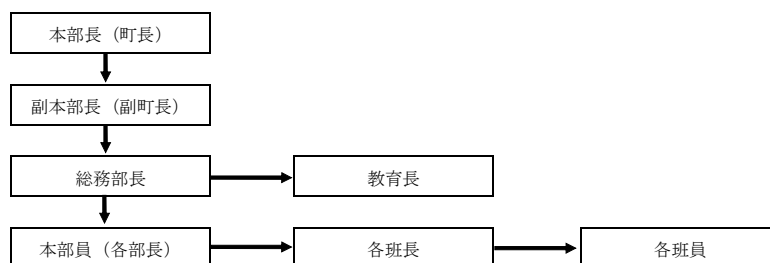 本部長（町長）
副本部長（副町長）
総務部長
教育長
本部員（各部長）
各班長
各班員